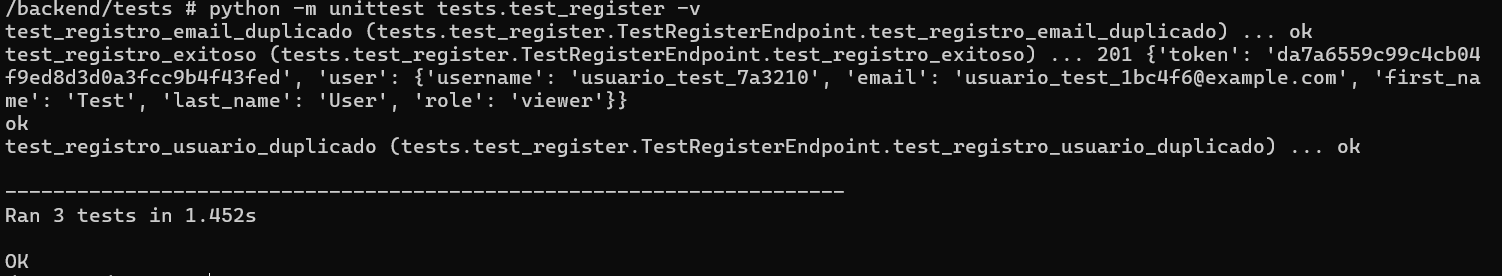 /backend/tests # python -m unittest tests.test_register -v
test_registro_email_duplicado (tests.test_register.TestRegisterEndpoint.test_registro_email_duplicado) ... ok
test_registro_exitoso (tests.test_register.TestRegisterEndpoint.test_registro_exitoso) ... 201 {'token': 'da7a6559c99c4cb04
f9ed8d3d0a3fcc9b4f43fed', 'user': {'username': 'usuario_test_7a3210', 'email': 'usuario_test_1bc4f6@example.com', 'first_na
me': 'Test', 'last_name': 'User', 'role': 'viewer'}}
ok
test_registro_usuario_duplicado (tests.test_register.TestRegisterEndpoint.test_registro_usuario_duplicado) ... ok
----------------------------------------------------------------------
Ran 3 tests in 1.452s
OK